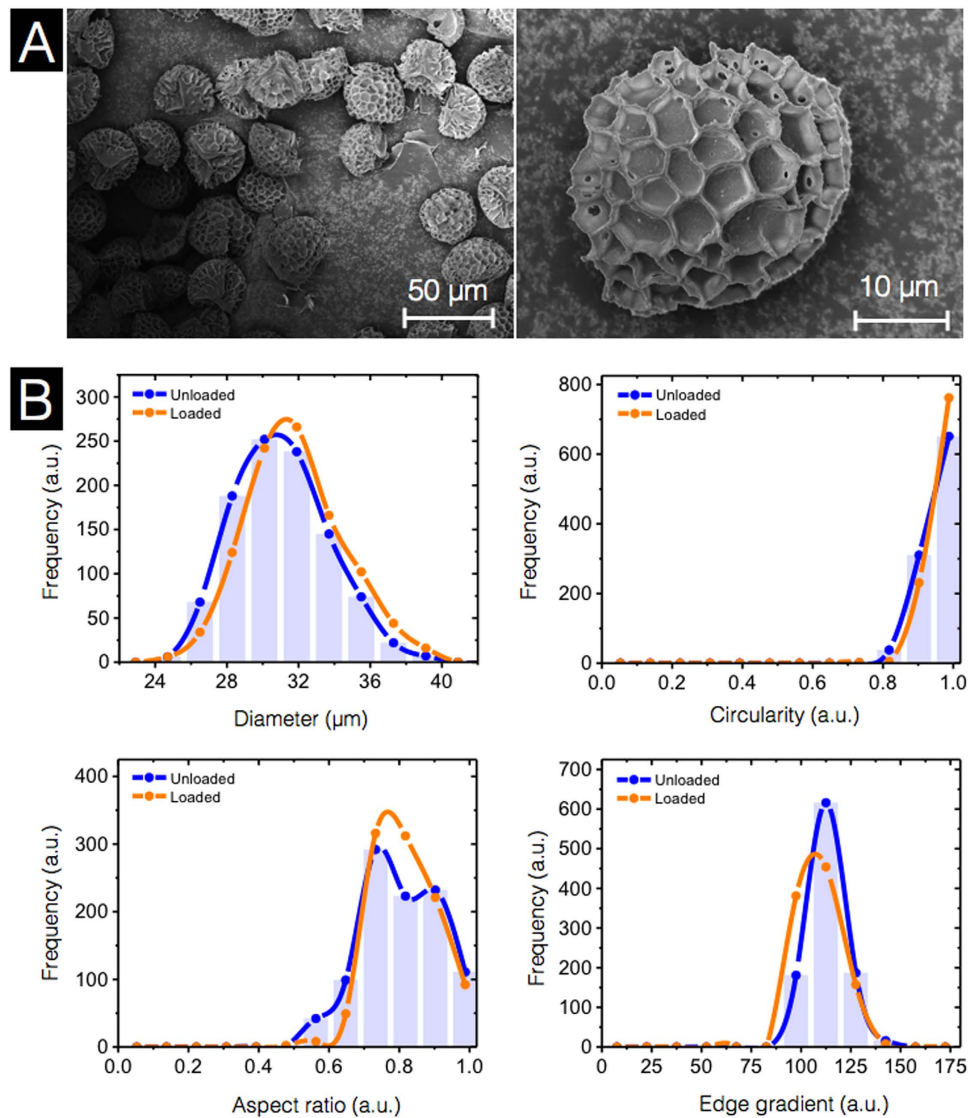 A
50 µm
10 µm
B
Unloaded
Loaded
Frequency (a.u.)
300
250
200
150
100
50
0
24 28 32 36 40
Diameter (µm)
Unloaded
Loaded
Frequency (a.u.)
800
600
400
200
0
0.0 0.2 0.4 0.6 0.8 1.0
Circularity (a.u.)
Unloaded
Loaded
Frequency (a.u.)
400
300
200
100
0
0.0 0.2 0.4 0.6 0.8 1.0
Aspect ratio (a.u.)
Unloaded
Loaded
Frequency (a.u.)
700
600
500
400
300
200
100
0
0 25 50 75 100 125 150 175
Edge gradient (a.u.)